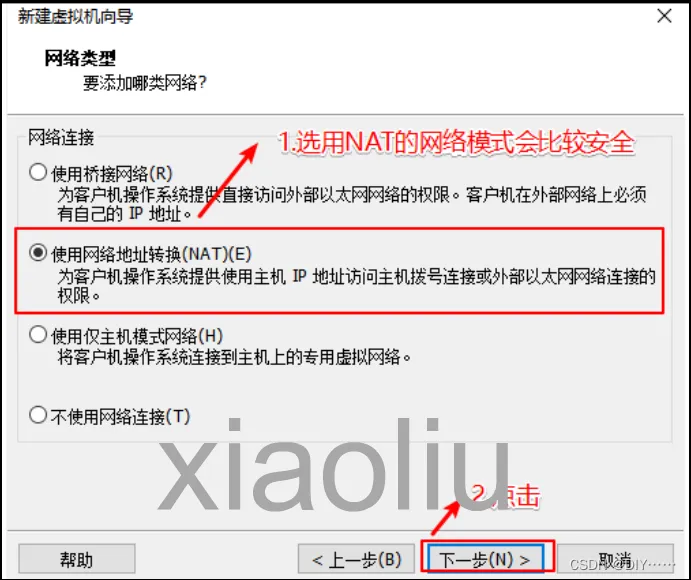 新建虚拟机向导
网络类型
要添加哪类网络?
网络连接
1.选用NAT的网络模式会比较安全
使用桥接网络(R)
为客户机操作系统提供直接访问外部以太网网络的权限。客户机在外部网络上必须
有自己的 IP 地址。
使用网络地址转换(NAT)(E)
为客户机操作系统提供使用主机 IP 地址访问主机拨号连接或外部以太网网络连接的
权限。
使用仅主机模式网络(H)
将客户机操作系统连接到主机上的专用虚拟网络。
不使用网络连接(T)
xiaoliu
2.点击
帮助
< 上一步(B)
下一步(N) >
取消
CSDN @DIY……